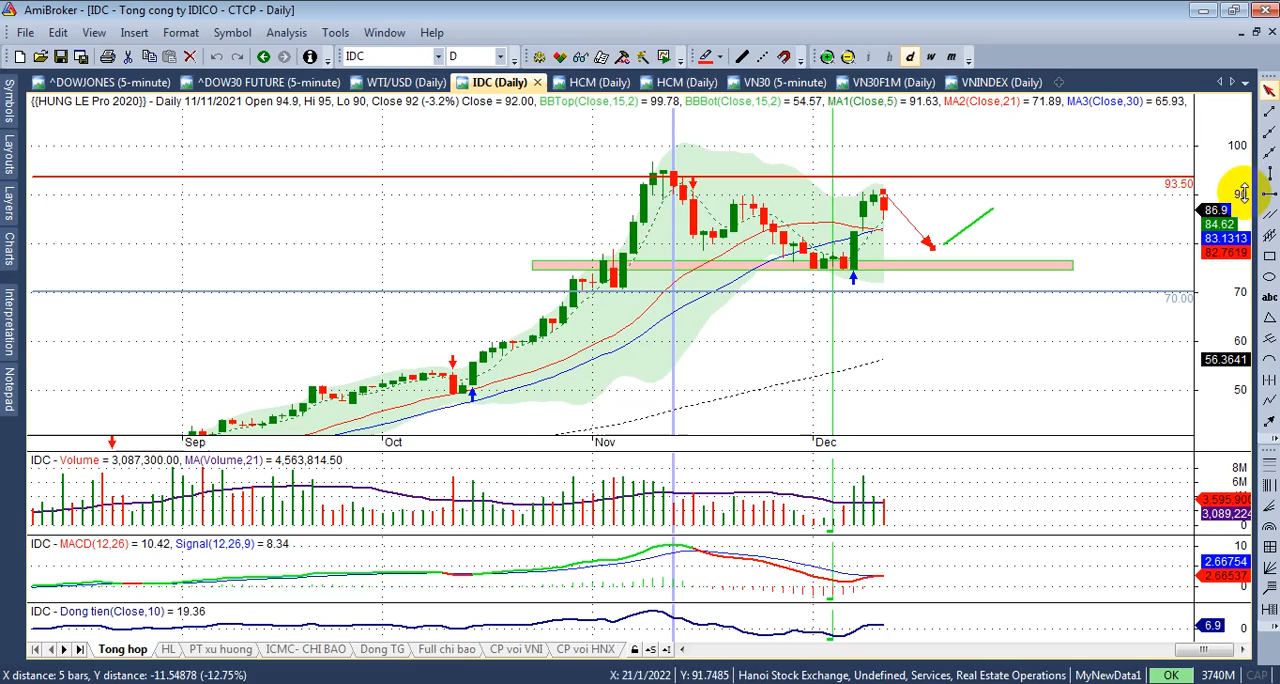 AmiBroker - [IDC - Tong cong ty IDICO - CTCP - Daily]
File Edit View Insert Format Symbol Analysis Tools Window Help
IDC D i h d w m
^DOWJONES (5-minute) ^DOW30 FUTURE (5-minute) WTI/USD (Daily) IDC (Daily) HCM (Daily) HCM (Daily) VN30 (Daily) VN30F1M (Daily) VNINDEX (Daily)
{{HUNG LE Pro 2020}} - Daily 11/11/2021 Open 94.9, Hi 95, Lo 90, Close 92 (-3.2%) Close = 92.00, BBTop(Close,15,2) = 99.78, BBBot(Close,15,2) = 54.57, MA1(Close,5) = 91.63, MA2(Close,21) = 71.89, MA3(Close,30) = 65.93,
Symbols
Layouts
Layers
Charts
Interpretation
Notepad
100
93.50
90
86.9
84.62
83.1313
82.7619
70
70.00
60
56.3641
50
abc
Sep Oct Nov Dec
IDC - Volume = 3,087,300.00, MA(Volume,21) = 4,563,814.50
8M
6M
3,595,900
3,089,224
0
IDC - MACD(12,26) = 10.42, Signal(12,26,9) = 8.34
10
2.66754
2.66537
0
IDC - Dong tien(Close,10) = 19.36
6.9
0
Tong hop HL PT xu huong ICMC- CHI BAO Dong TG Full chi bao CP voi VNI CP voi HNX
X distance: 5 bars, Y distance: -11.54878 (-12.75%) X: 21/1/2022 Y: 91.7485 Hanoi Stock Exchange, Undefined, Services, Real Estate Operations MyNewData1 OK 3740M CAP